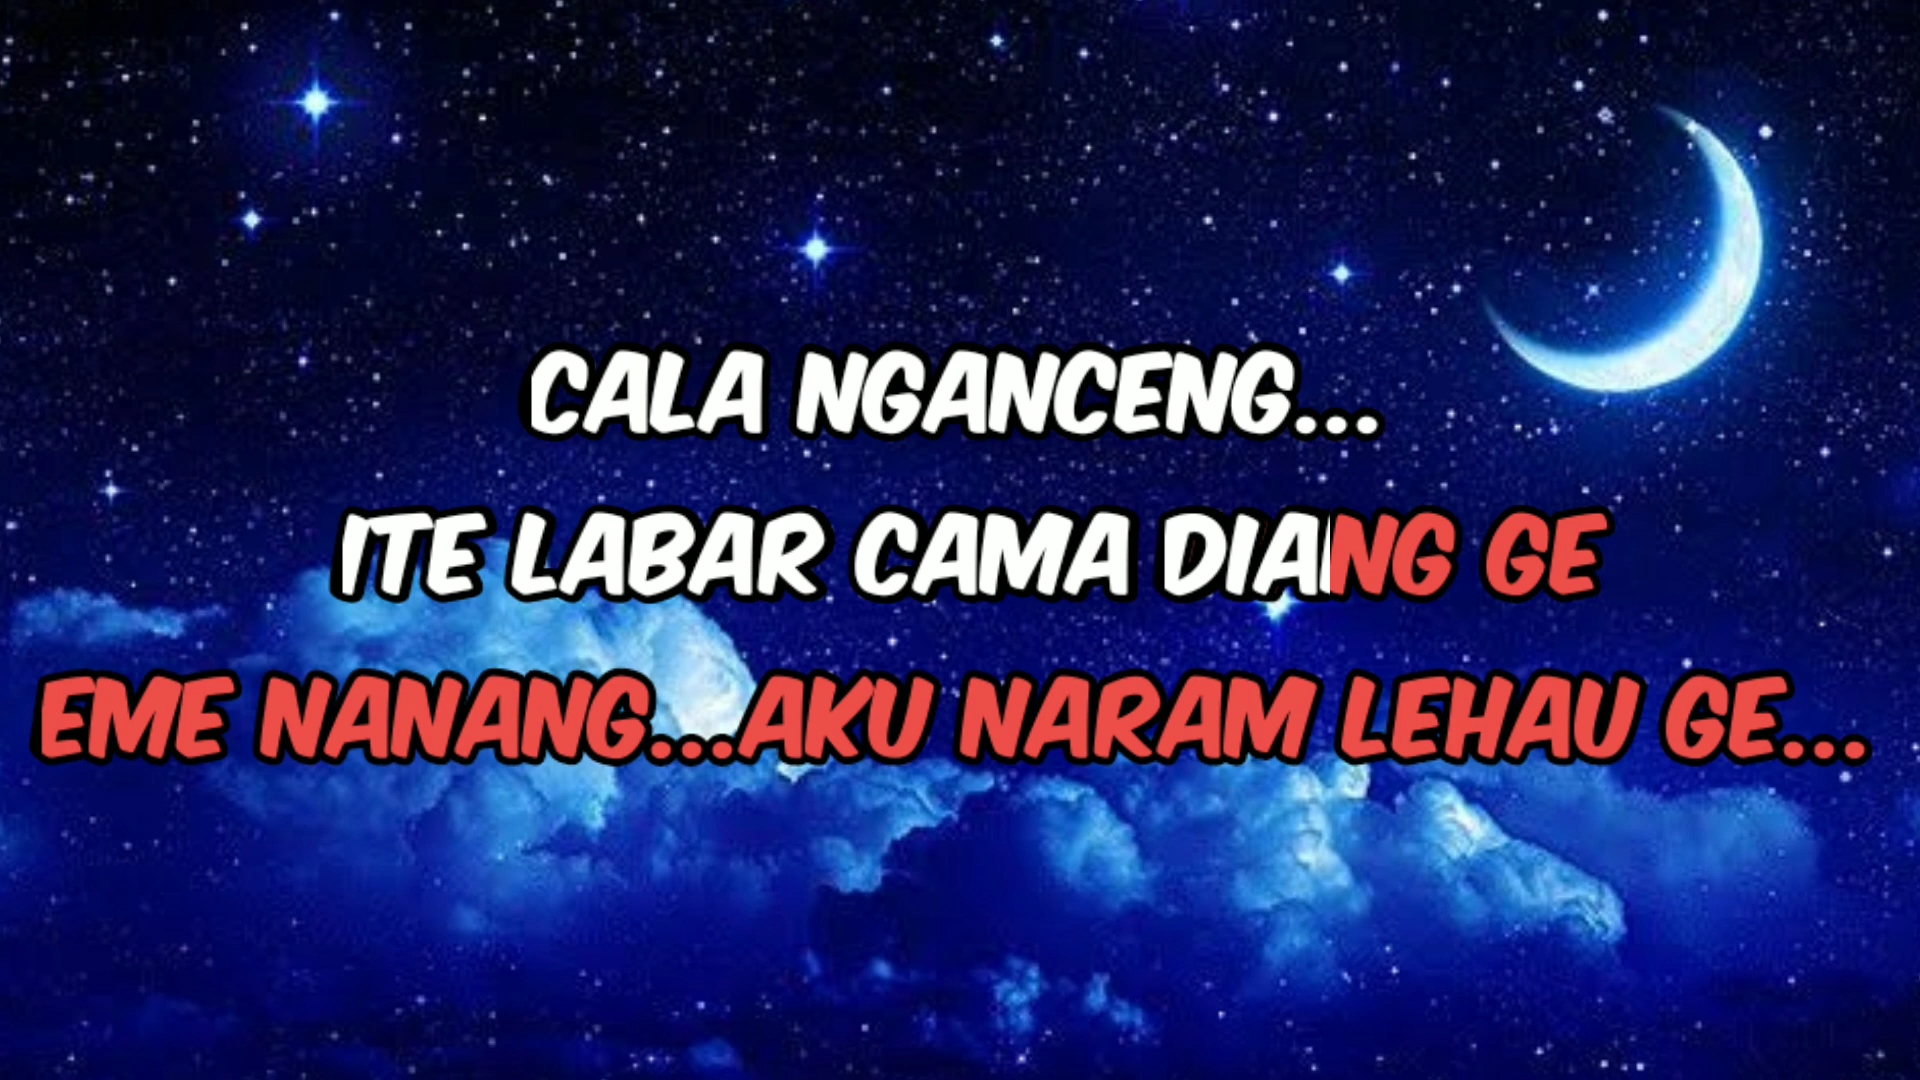 CALA NGANCENG...
ITE LABAR CAMA DIANG GE
EME NANANG...AKU NARAM LEHAU GE...